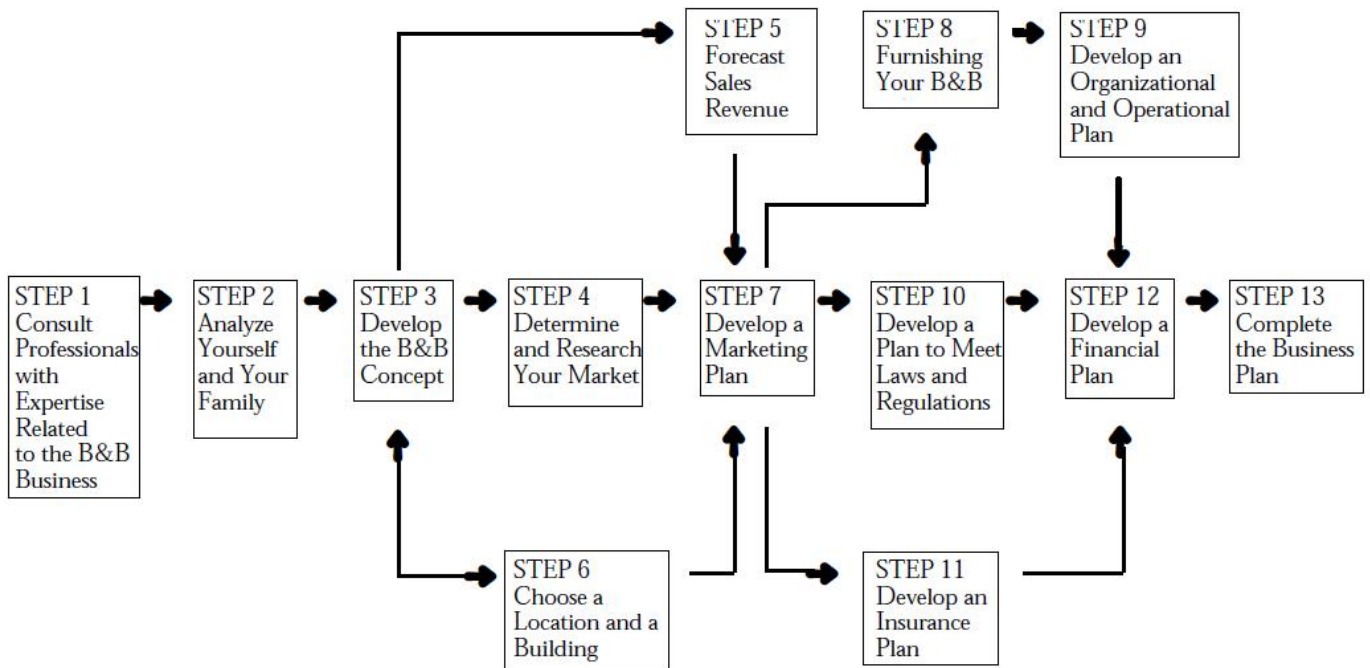 STEP 1
Consult
Professionals
with
Expertise
Related
to the B&B
Business
STEP 2
Analyze
Yourself
and Your
Family
STEP 3
Develop
the B&B
Concept
STEP 4
Determine
and Research
Your Market
STEP 5
Forecast
Sales
Revenue
STEP 6
Choose a
Location and a
Building
STEP 7
Develop a
Marketing
Plan
STEP 8
Furnishing
Your B&B
STEP 9
Develop an
Organizational
and Operational
Plan
STEP 10
Develop a
Plan to Meet
Laws and
Regulations
STEP 11
Develop an
Insurance
Plan
STEP 12
Develop a
Financial
Plan
STEP 13
Complete
the Business
Plan